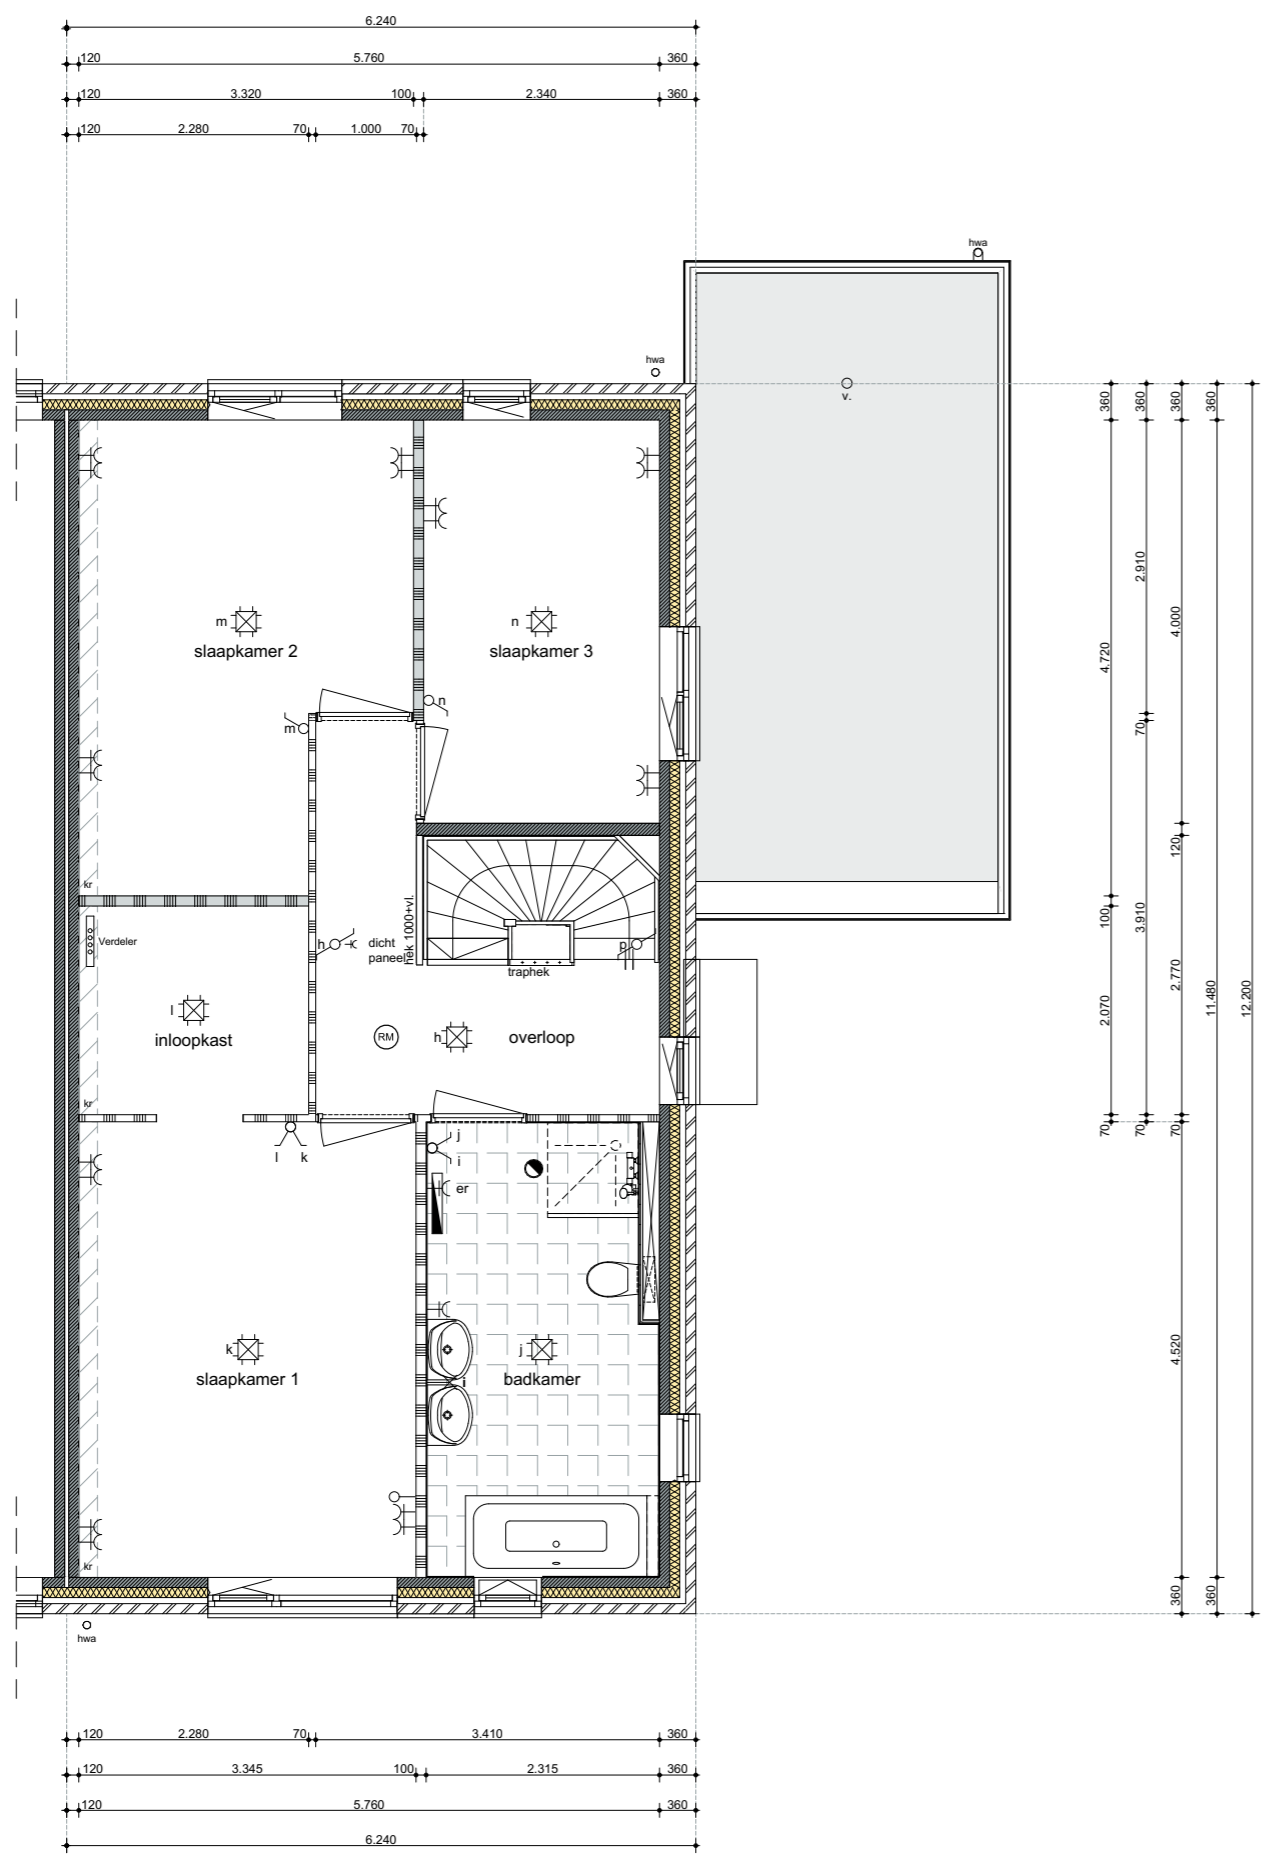 6.240
120 5.760 360
120 3.320 100 2.340 360
120 2.280 70 1.000 70
hwa
hwa
v.
360 360 360 360
2.910
4.000
m
n
4.720
slaapkamer 2
slaapkamer 3
n
m
70
120
kr
hek 1000+vl.
100
3.910
h
dicht
paneel
p
Verdeler
traphek
2.770
11.480
12.200
l
2.070
RM
h
inloopkast
overloop
kr
70 70 70
l k
j
i
er
k
j
4.520
slaapkamer 1
i
badkamer
kr
360 360
hwa
120 2.280 70 3.410 360
120 3.345 100 2.315 360
120 5.760 360
6.240